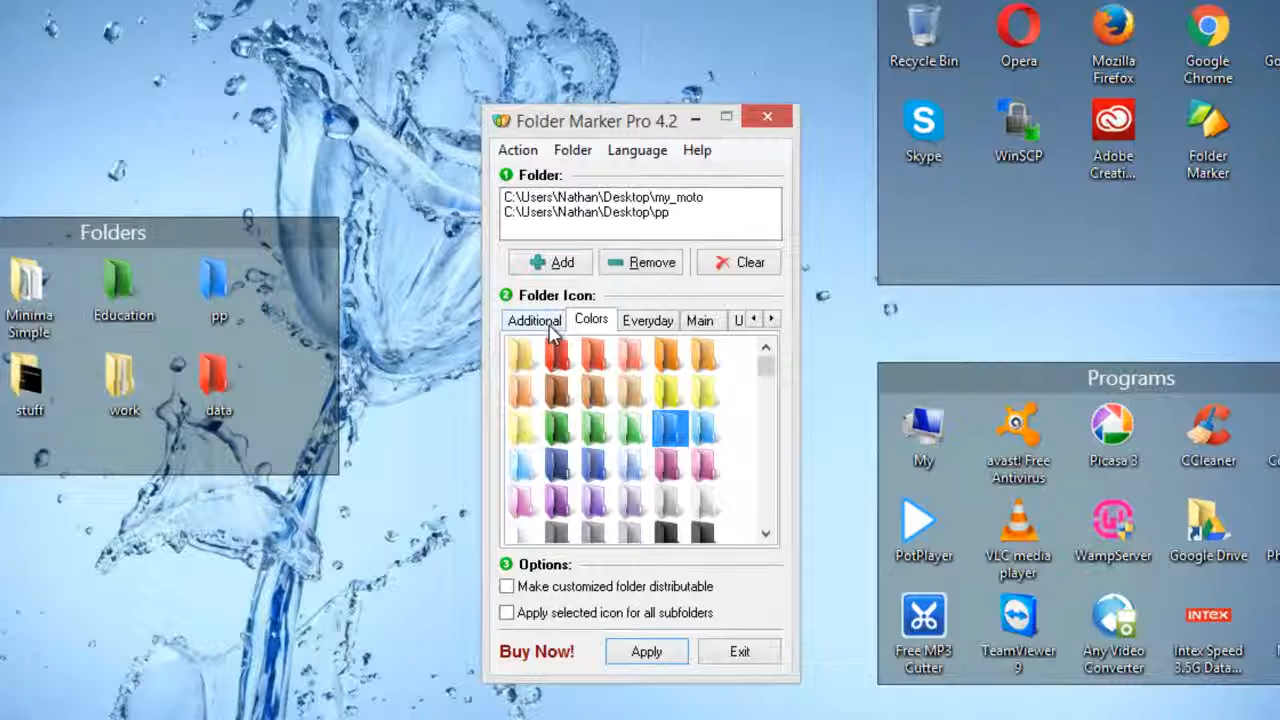 Folders
Minima
Simple
Education
pp
stuff
work
data
Folder Marker Pro 4.2
Action
Folder
Language
Help
1 Folder:
C:\Users\Nathan\Desktop\my_moto
C:\Users\Nathan\Desktop\pp
Add
Remove
Clear
2 Folder Icon:
Additional
Colors
Everyday
Main
U
3 Options:
Make customized folder distributable
Apply selected icon for all subfolders
Buy Now!
Apply
Exit
Recycle Bin
Opera
Mozilla
Firefox
Google
Chrome
Go
Skype
WinSCP
Adobe
Creati...
Folder
Marker
Programs
My
avast! Free
Antivirus
Picasa 3
CCleaner
PotPlayer
VLC media
player
WampServer
Google Drive
Free MP3
Cutter
TeamViewer
9
Any Video
Converter
INTEX
Intex Speed
3.5G Data...